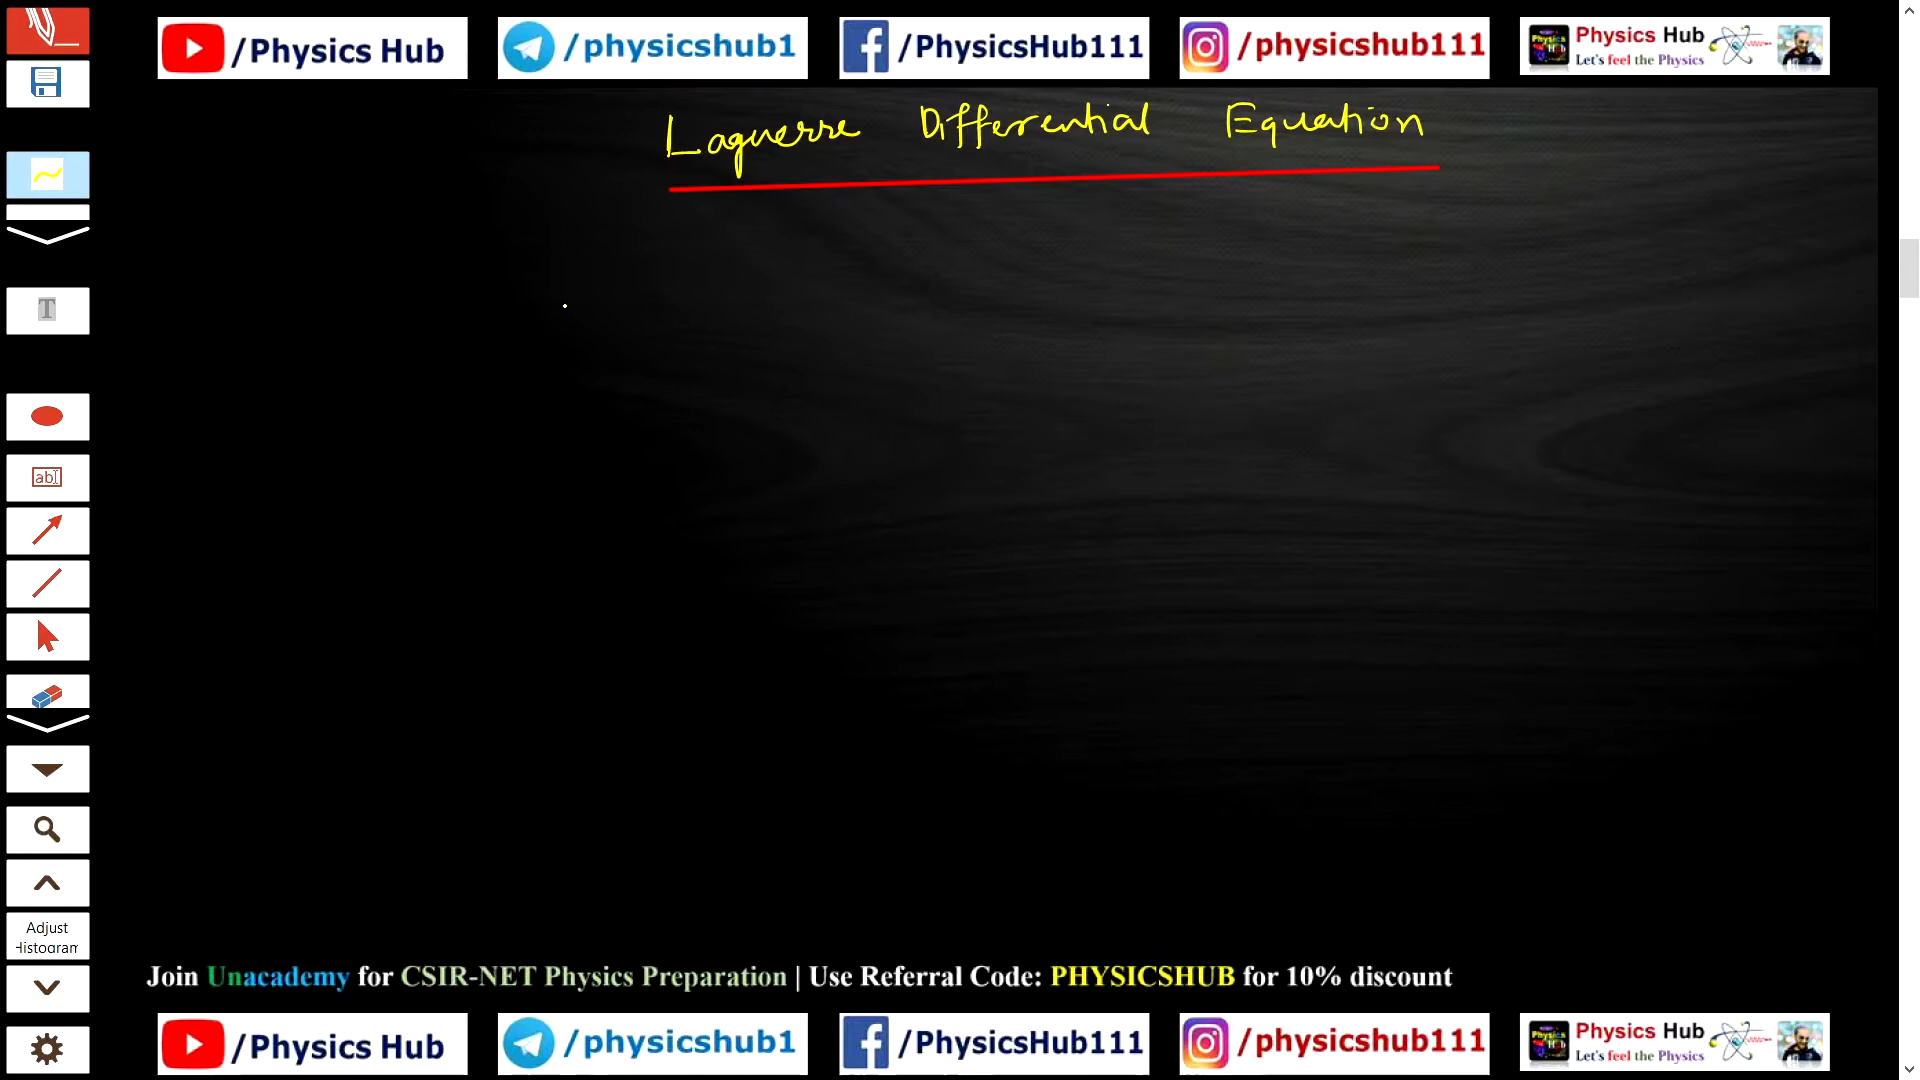 /Physics Hub
/physicshub1
/PhysicsHub111
/physicshub111
Physics Hub
Let's feel the Physics
Laguerre Differential Equation
T
ab
Adjust
Histogram
Join Unacademy for CSIR-NET Physics Preparation | Use Referral Code: PHYSICSHUB for 10% discount
/Physics Hub
/physicshub1
/PhysicsHub111
/physicshub111
Physics Hub
Let's feel the Physics